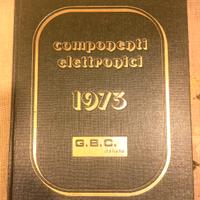 componenti
elettronici
1973
G.B.C.
italiana